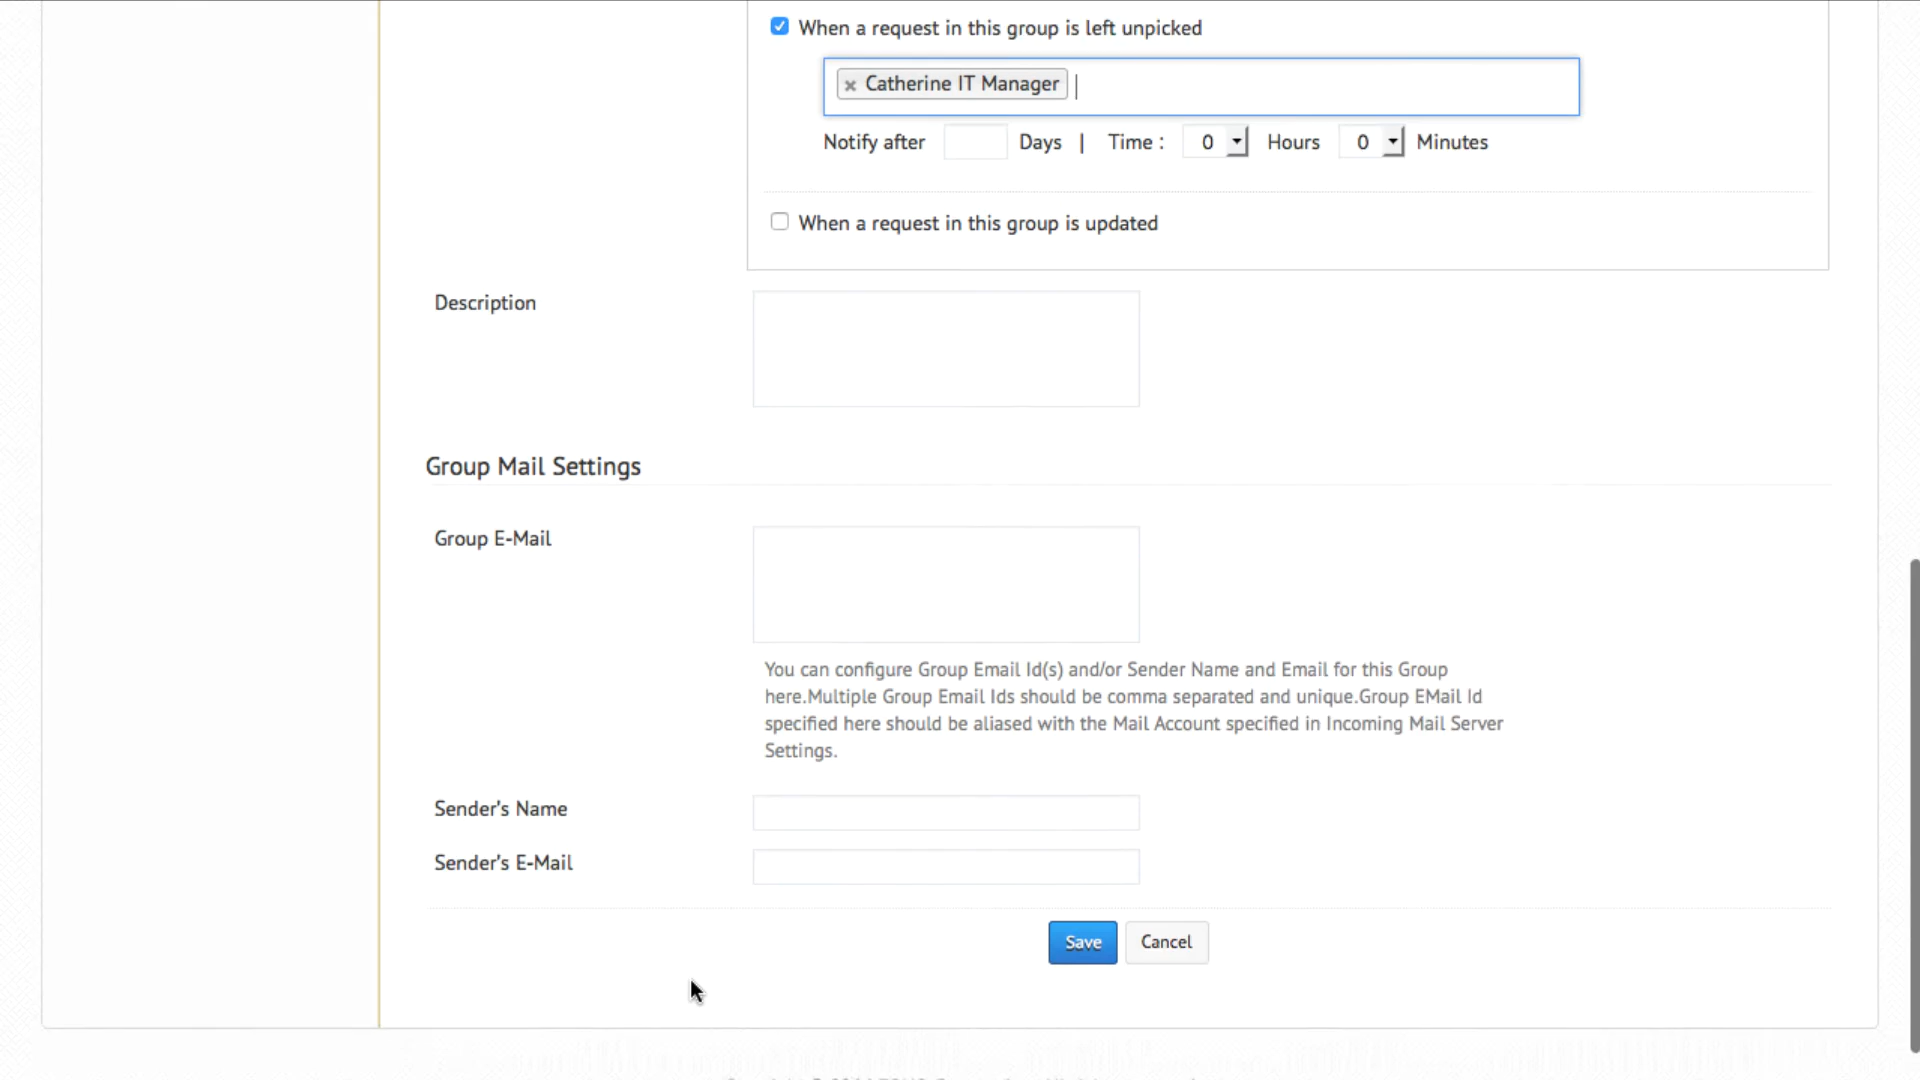 When a request in this group is left unpicked
Catherine IT Manager
Notify after Days | Time : 0 Hours 0 Minutes
When a request in this group is updated
Description
Group Mail Settings
Group E-Mail
You can configure Group Email Id(s) and/or Sender Name and Email for this Group
here.Multiple Group Email Ids should be comma separated and unique.Group EMail Id
specified here should be aliased with the Mail Account specified in Incoming Mail Server
Settings.
Sender's Name
Sender's E-Mail
Save Cancel